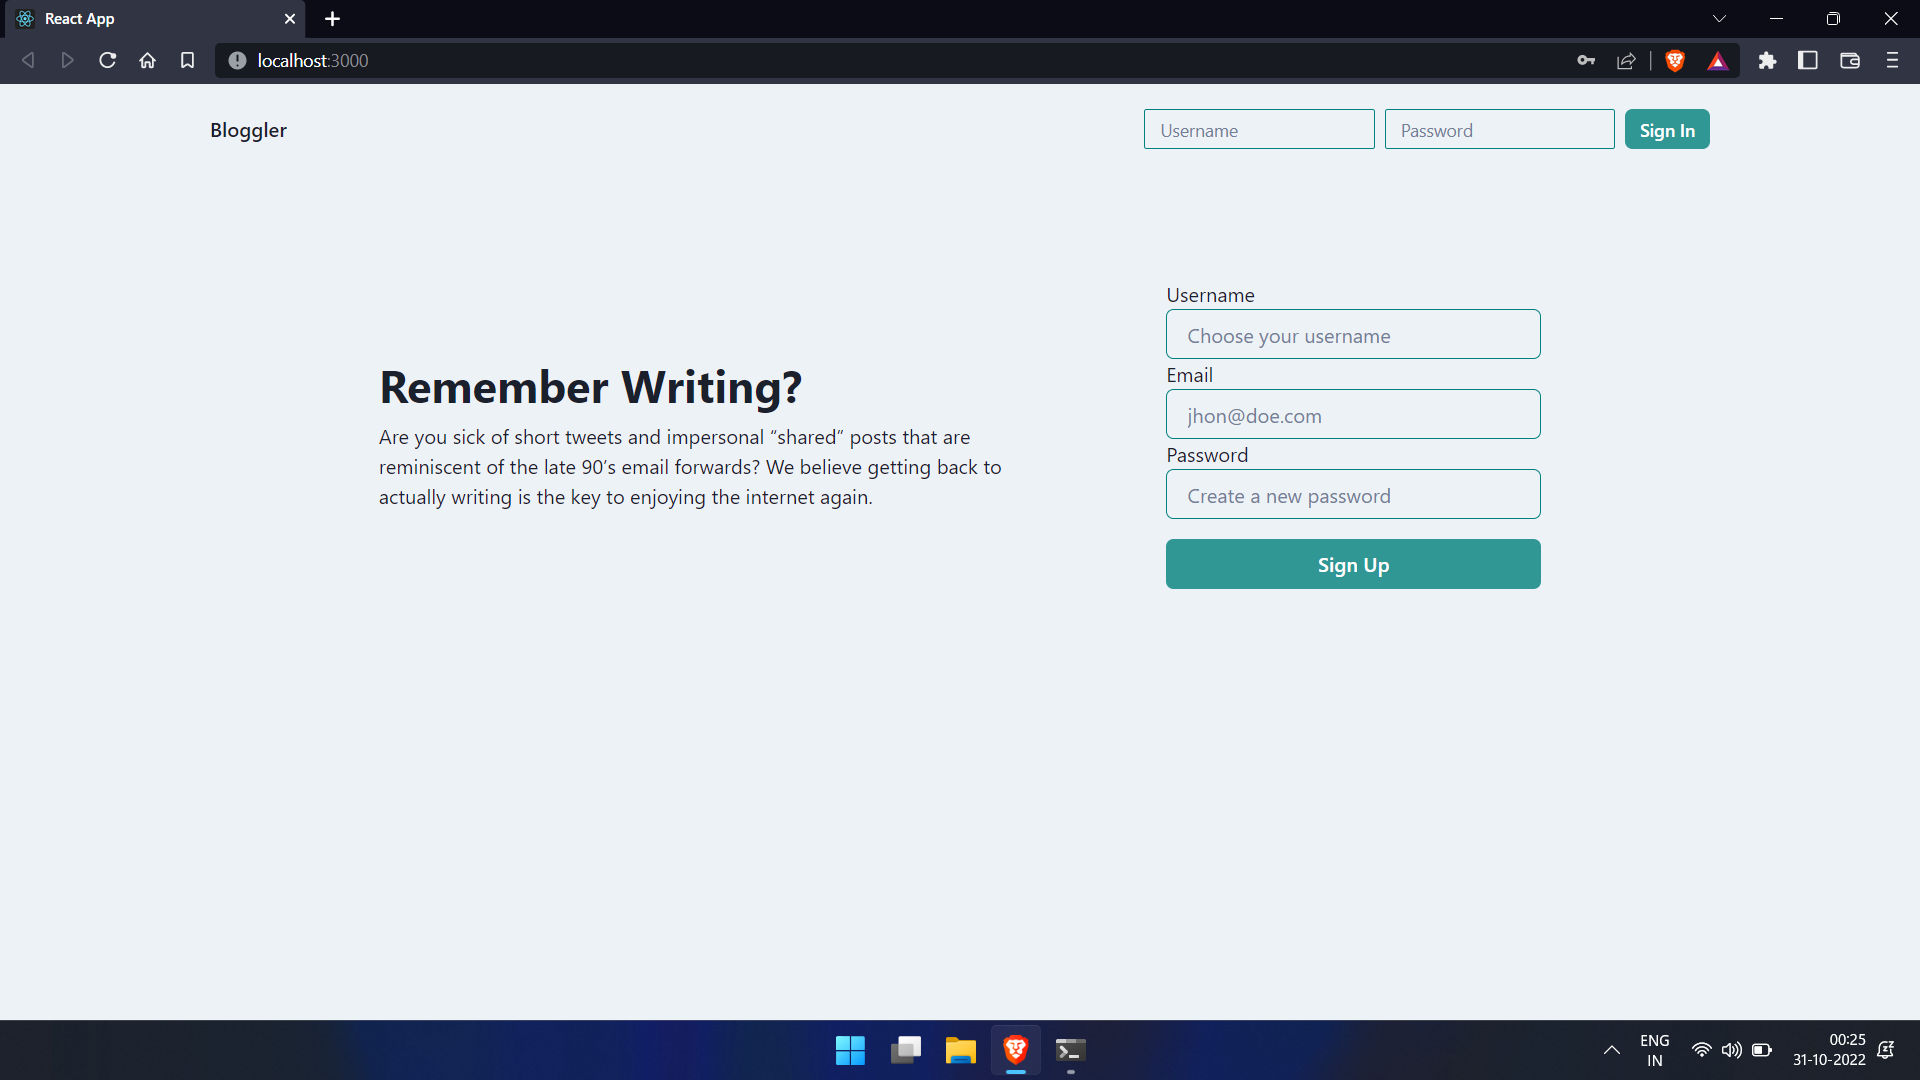 React App
localhost:3000
Bloggler
Username
Password
Sign In
Remember Writing?
Are you sick of short tweets and impersonal “shared” posts that are
reminiscent of the late 90’s email forwards? We believe getting back to
actually writing is the key to enjoying the internet again.
Username
Choose your username
Email
jhon@doe.com
Password
Create a new password
Sign Up
ENG
IN
00:25
31-10-2022